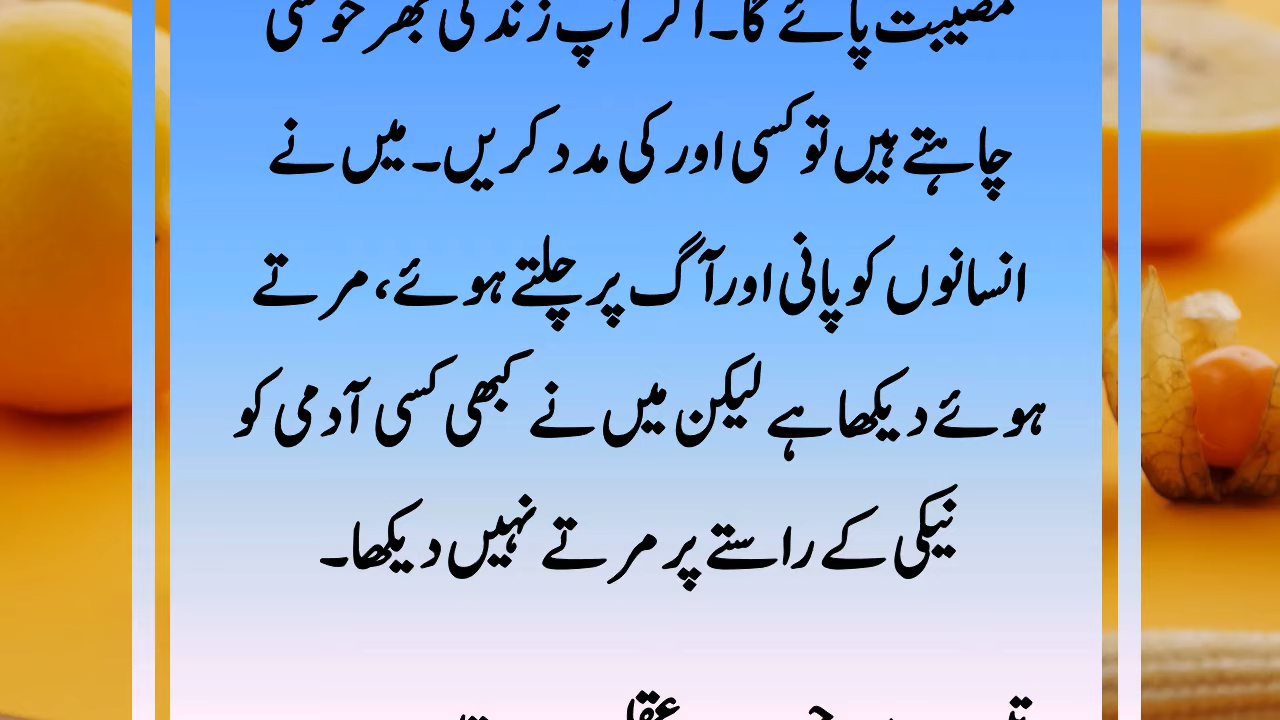 مصیبت پائے گا۔ اگر آپ زندگی بھر خوشی
چاہتے ہیں تو کسی اور کی مدد کریں۔ میں نے
انسانوں کو پانی اور آگ پر چلتے ہوئے، مرتے
ہوئے دیکھا ہے لیکن میں نے کبھی کسی آدمی کو
نیکی کے راستے پر مرتے نہیں دیکھا۔